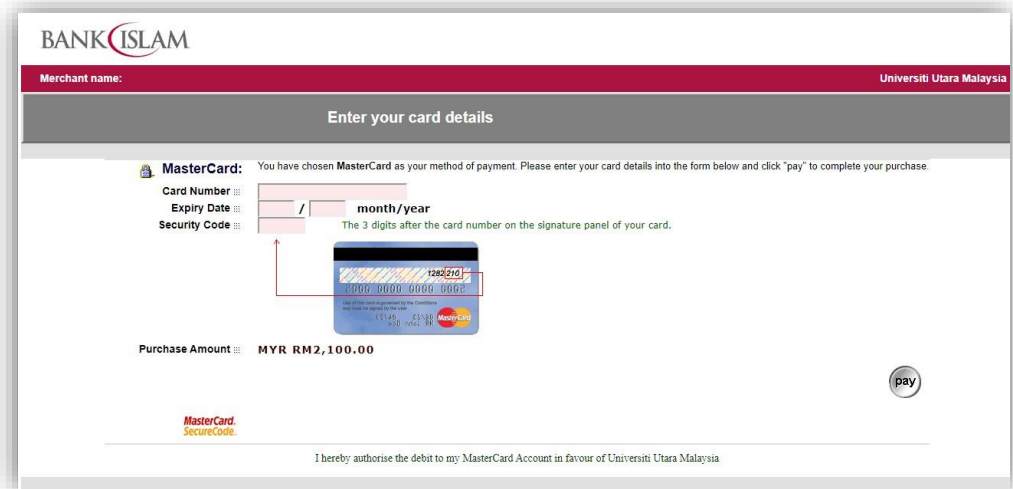 BANK ISLAM
Merchant name: Universiti Utara Malaysia
Enter your card details
MasterCard: You have chosen MasterCard as your method of payment. Please enter your card details into the form below and click "pay" to complete your purchase.
Card Number
Expiry Date / month/year
Security Code The 3 digits after the card number on the signature panel of your card.
1282 210
MasterCard
Purchase Amount MYR RM2,100.00
pay
MasterCard.
SecureCode.
I hereby authorise the debit to my MasterCard Account in favour of Universiti Utara Malaysia